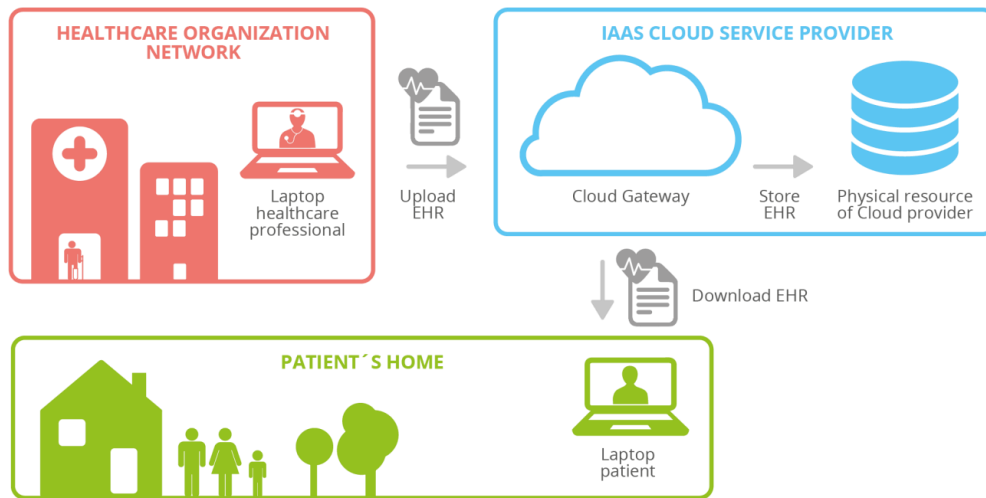 HEALTHCARE ORGANIZATION
NETWORK
Laptop
healthcare
professional
Upload
EHR
IAAS CLOUD SERVICE PROVIDER
Cloud Gateway
Store
EHR
Physical resource
of Cloud provider
Download EHR
PATIENT´S HOME
Laptop
patient